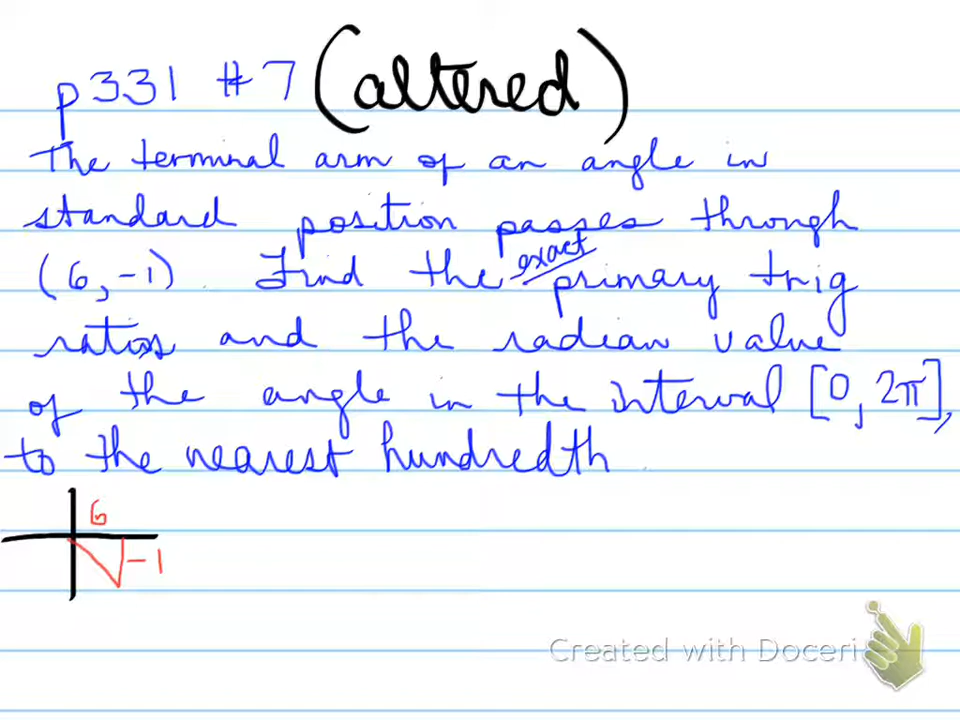 p331 #7 (altered)
The terminal arm of an angle in
standard position passes through
(6, -1). Find the exact primary trig
ratios and the radian value
of the angle in the interval [0, 2π],
to the nearest hundredth
6
-1
Created with Doceri